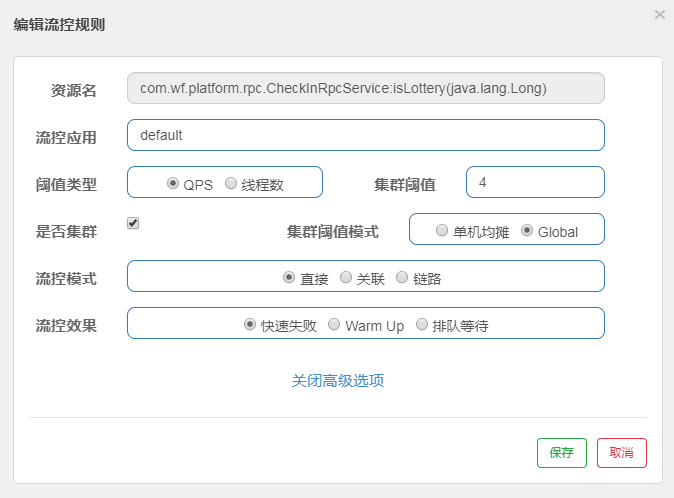 编辑流控规则
×
资源名 com.wf.platform.rpc.CheckInRpcService:isLottery(java.lang.Long)
流控应用 default
阈值类型 QPS 线程数 集群阈值 4
是否集群 集群阈值模式 单机均摊 Global
流控模式 直接 关联 链路
流控效果 快速失败 Warm Up 排队等待
关闭高级选项
保存 取消